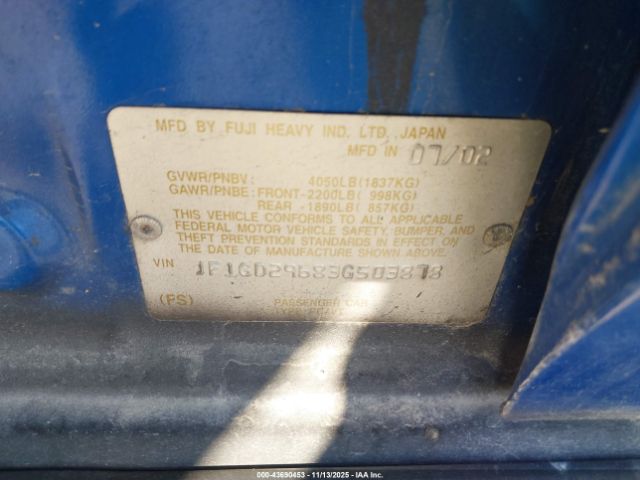 MFD BY FUJI HEAVY IND. LTD. JAPAN
MFD IN 07/02
GVWR/PNBV: 4050LB(1837KG)
GAWR/PNBE: FRONT-2200LB( 998KG)
REAR -1890LB( 857KG)
THIS VEHICLE CONFORMS TO ALL APPLICABLE
FEDERAL MOTOR VEHICLE SAFETY, BUMPER, AND
THEFT PREVENTION STANDARDS IN EFFECT ON
THE DATE OF MANUFACTURE SHOWN ABOVE.
VIN JF1GD29683G503878
(FS) PASSENGER CAR
000-43690453 - 11/13/2025 - IAA Inc.